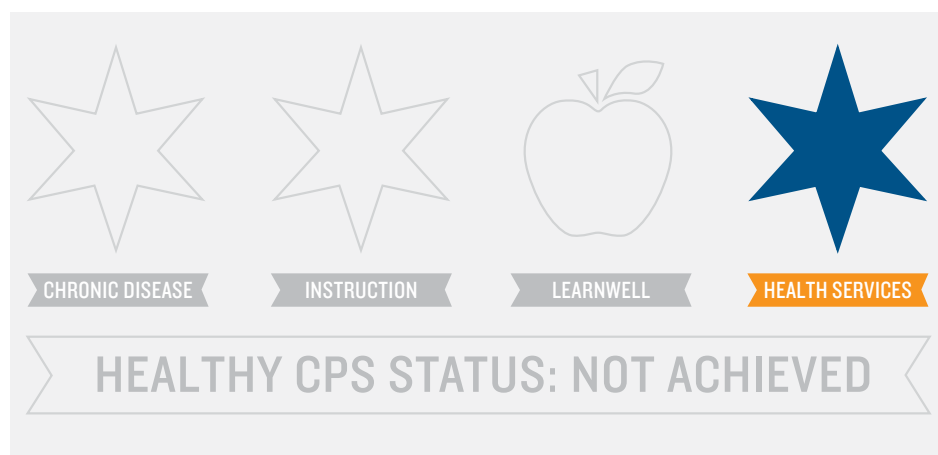 CHRONIC DISEASE
INSTRUCTION
LEARNWELL
HEALTH SERVICES
HEALTHY CPS STATUS: NOT ACHIEVED